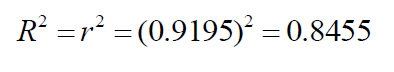 R² = r² = (0.9195)² = 0.8455